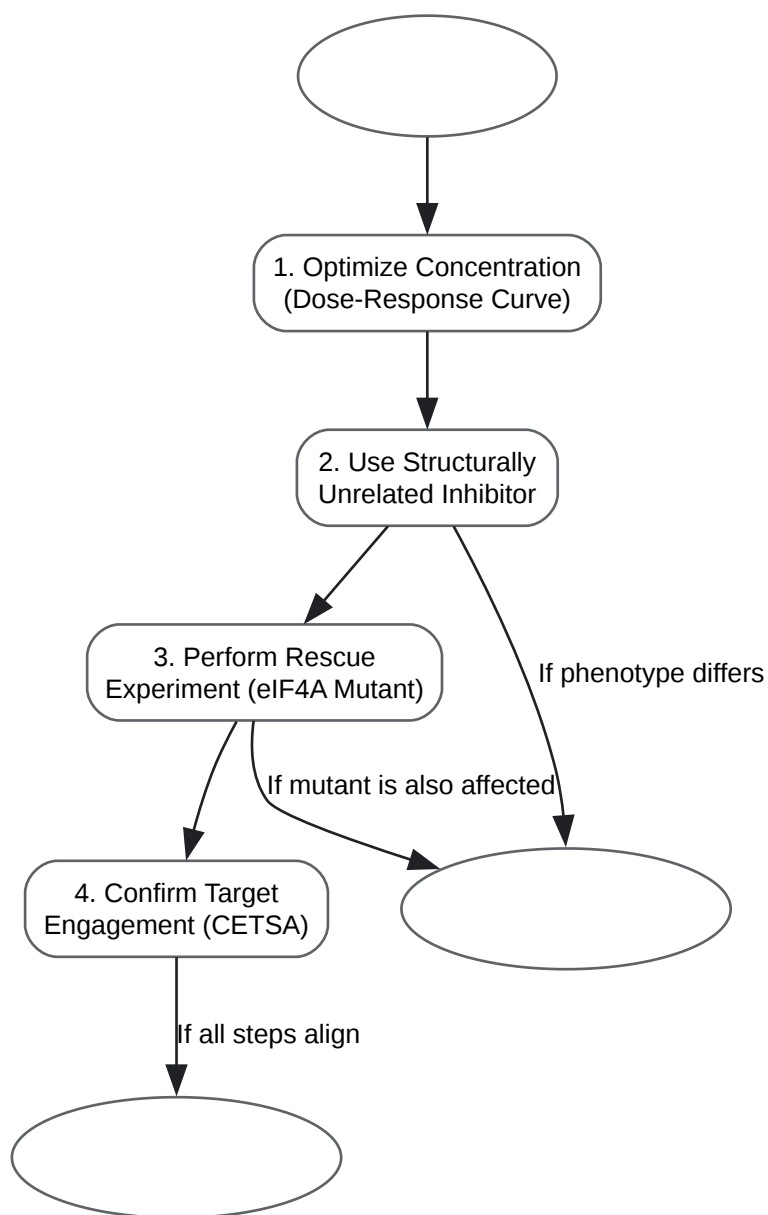 1. Optimize Concentration
(Dose-Response Curve)
2. Use Structurally
Unrelated Inhibitor
3. Perform Rescue
Experiment (eIF4A Mutant)
If phenotype differs
If mutant is also affected
4. Confirm Target
Engagement (CETSA)
If all steps align